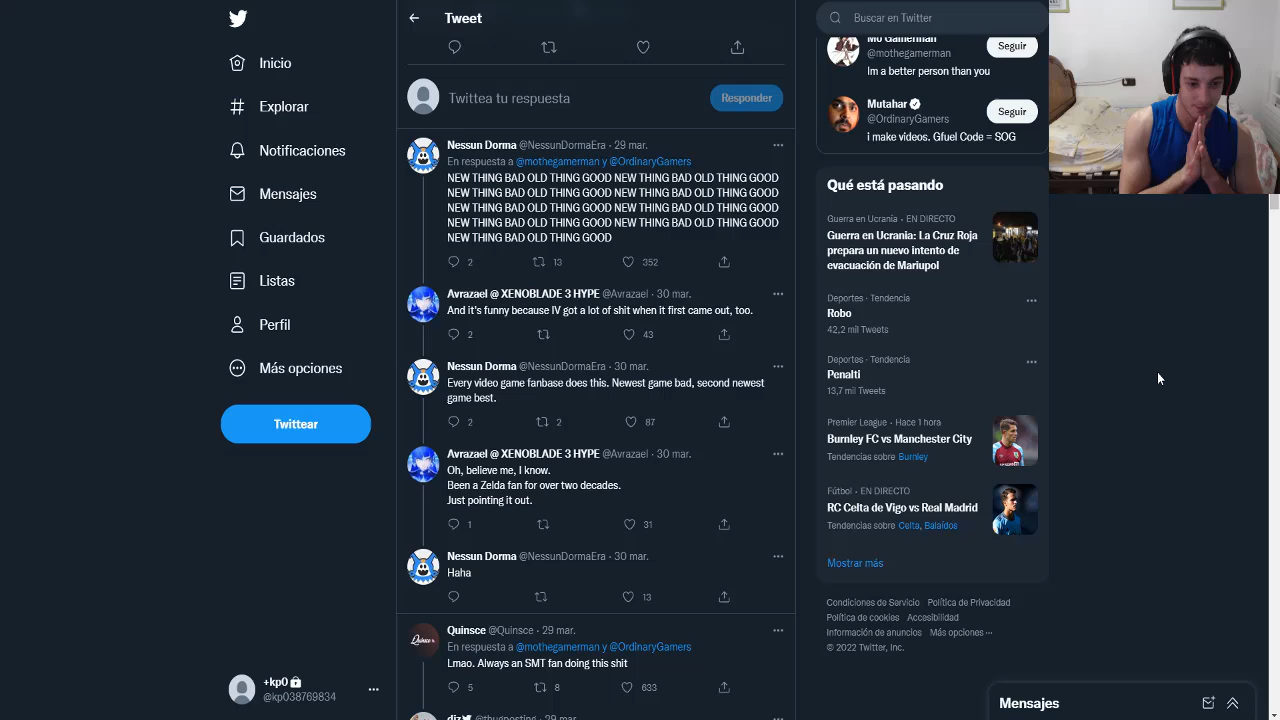 Inicio
Explorar
Notificaciones
Mensajes
Guardados
Listas
Perfil
Más opciones
Twittear
+kp0
@kp038769834
Tweet
Twittea tu respuesta
Responder
Nessun Dorma @NessunDormaEra · 29 mar.
En respuesta a @mothegamerman y @OrdinaryGamers
NEW THING BAD OLD THING GOOD NEW THING BAD OLD THING GOOD
NEW THING BAD OLD THING GOOD NEW THING BAD OLD THING GOOD
NEW THING BAD OLD THING GOOD NEW THING BAD OLD THING GOOD
NEW THING BAD OLD THING GOOD NEW THING BAD OLD THING GOOD
NEW THING BAD OLD THING GOOD
2 13 352
Avrazael @ XENOBLADE 3 HYPE @Avrazael · 30 mar.
And it's funny because IV got a lot of shit when it first came out, too.
2 43
Nessun Dorma @NessunDormaEra · 30 mar.
Every video game fanbase does this. Newest game bad, second newest
game best.
2 2 87
Avrazael @ XENOBLADE 3 HYPE @Avrazael · 30 mar.
Oh, believe me, I know.
Been a Zelda fan for over two decades.
Just pointing it out.
1 31
Nessun Dorma @NessunDormaEra · 30 mar.
Haha
13
Quinsce @Quinsce · 29 mar.
En respuesta a @mothegamerman y @OrdinaryGamers
Lmao. Always an SMT fan doing this shit
5 8 633
diz @thugposting · 29 mar.
Buscar en Twitter
Mo Gamerman
@mothegamerman
Seguir
Im a better person than you
Mutahar
@OrdinaryGamers
Seguir
i make videos. Gfuel Code = SOG
Qué está pasando
Guerra en Ucrania · EN DIRECTO
Guerra en Ucrania: La Cruz Roja
prepara un nuevo intento de
evacuación de Mariupol
Deportes · Tendencia
Robo
42,2 mil Tweets
Deportes · Tendencia
Penalti
13,7 mil Tweets
Premier League · Hace 1 hora
Burnley FC vs Manchester City
Tendencias sobre Burnley
Fútbol · EN DIRECTO
RC Celta de Vigo vs Real Madrid
Tendencias sobre Celta, Balaídos
Mostrar más
Condiciones de Servicio Política de Privacidad
Política de cookies Accesibilidad
Información de anuncios Más opciones ···
© 2022 Twitter, Inc.
Mensajes